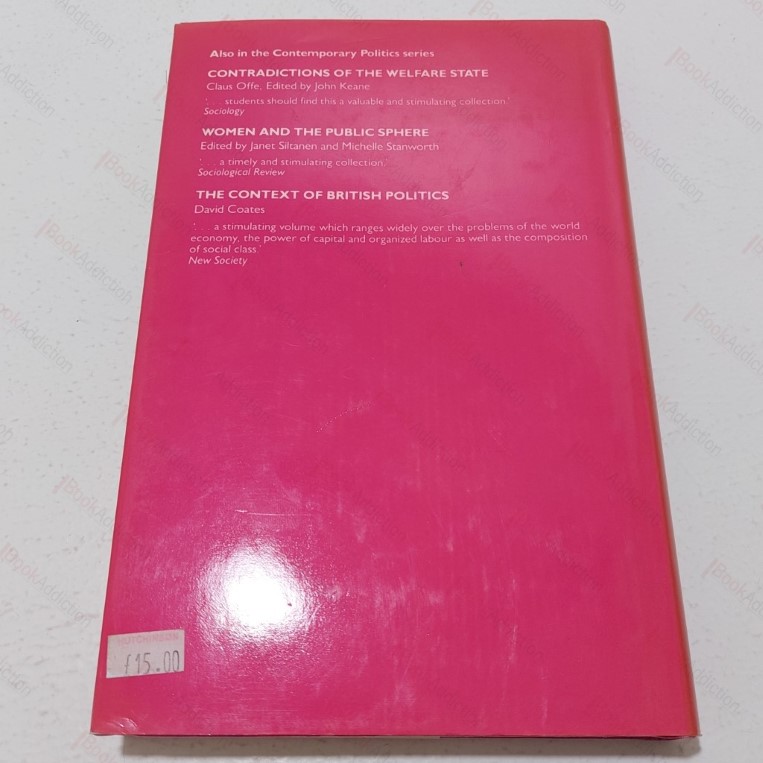 Also in the Contemporary Politics series
CONTRADICTIONS OF THE WELFARE STATE
Claus Offe, Edited by John Keane
'. . . students should find this a valuable and stimulating collection.'
Sociology
WOMEN AND THE PUBLIC SPHERE
Edited by Janet Siltanen and Michelle Stanworth
'. . . a timely and stimulating collection.'
Sociological Review
THE CONTEXT OF BRITISH POLITICS
David Coates
'. . . a stimulating volume which ranges widely over the problems of the world
economy, the power of capital and organized labour as well as the composition
of social class'
New Society
HUTCHINSON
£15.00
BookAddiction